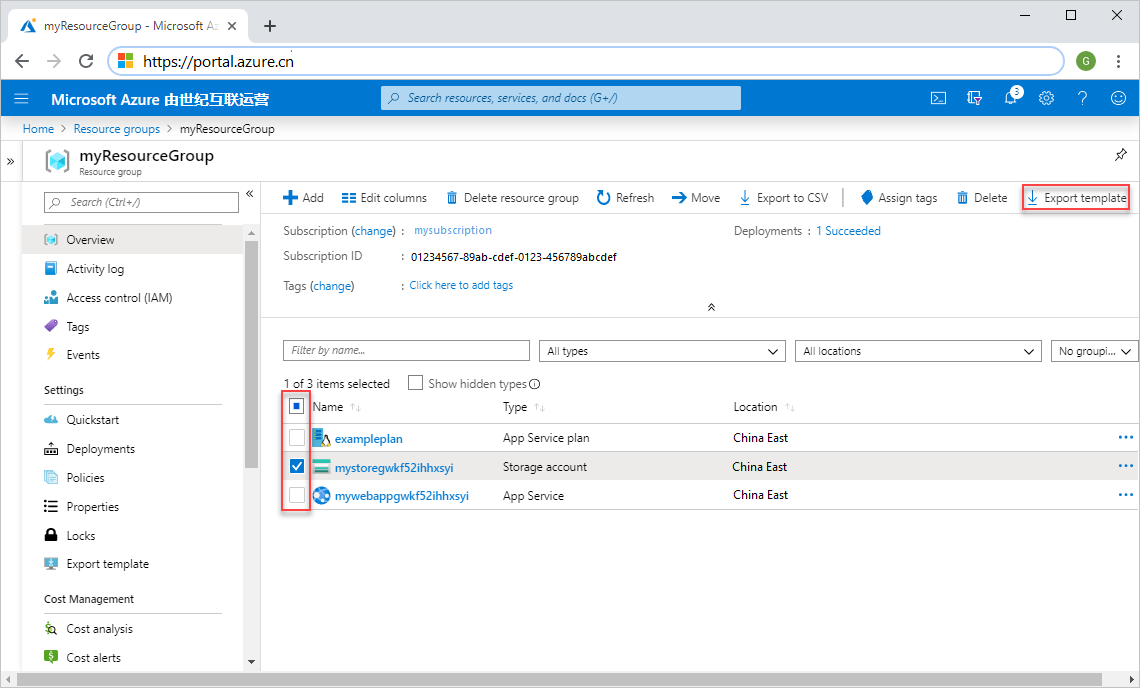 myResourceGroup - Microsoft Az
https://portal.azure.cn
G
Microsoft Azure 由世纪互联运营
Search resources, services, and docs (G+/)
3
Home > Resource groups > myResourceGroup
myResourceGroup
Resource group
Search (Ctrl+/)
Overview
Activity log
Access control (IAM)
Tags
Events
Settings
Quickstart
Deployments
Policies
Properties
Locks
Export template
Cost Management
Cost analysis
Cost alerts
Add Edit columns Delete resource group Refresh Move Export to CSV Assign tags Delete Export template
Subscription (change) : mysubscription Deployments : 1 Succeeded
Subscription ID : 01234567-89ab-cdef-0123-456789abcdef
Tags (change) : Click here to add tags
Filter by name... All types All locations No groupi...
1 of 3 items selected Show hidden types
Name Type Location
exampleplan App Service plan China East
mystoregwkf52ihhxsyi Storage account China East
mywebappgwkf52ihhxsyi App Service China East